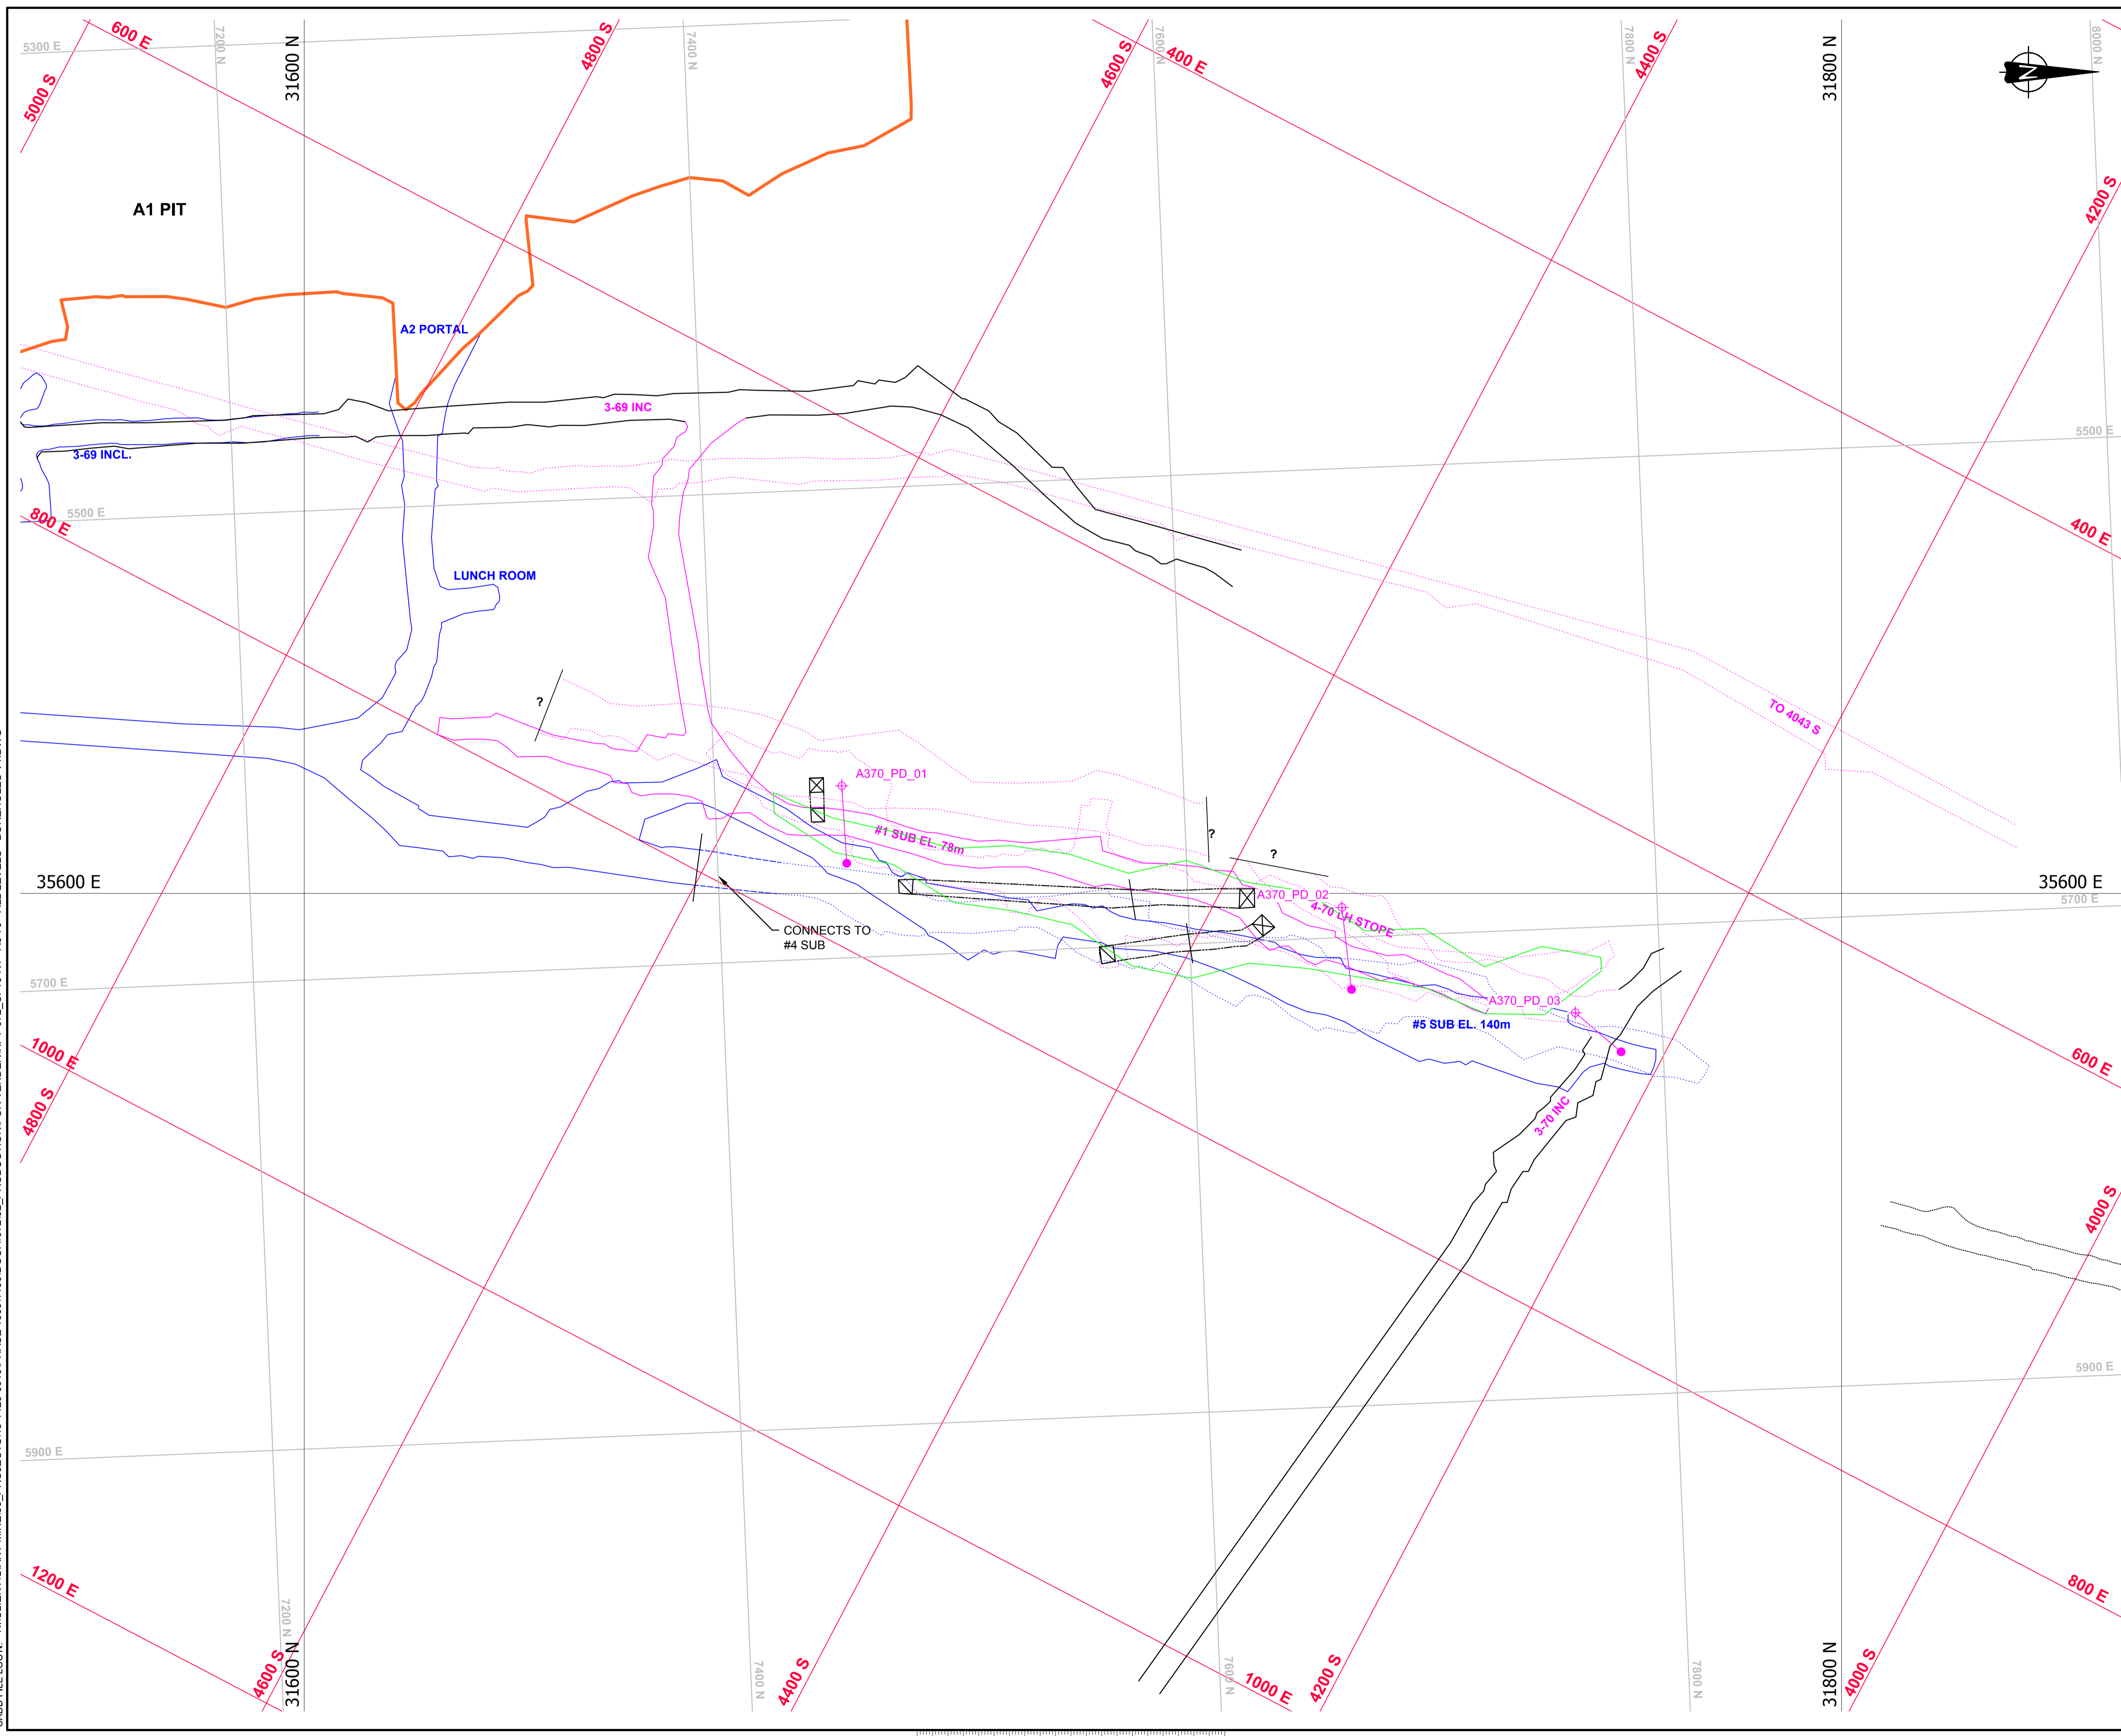 5300 E
600 E
7200 N
31600 N
4800 S
7400 N
4600 S
7600 N
400 E
7800 N
4400 S
31800 N
N
8000 N
5000 S
A1 PIT
4200 S
A2 PORTAL
3-69 INC
3-69 INCL.
5500 E
5500 E
800 E
400 E
LUNCH ROOM
?
TO 4043 S
A370_PD_01
#1 SUB EL. 78m
?
?
35600 E
35600 E
5700 E
A370_PD_02
4-70 LH STOPE
CONNECTS TO
#4 SUB
5700 E
A370_PD_03
#5 SUB EL. 140m
1000 E
600 E
4800 S
3-70 INC
4000 S
5900 E
5900 E
1200 E
800 E
7200 N
4600 S
31600 N
7400 N
4400 S
7600 N
1000 E
4200 S
7800 N
31800 N
4000 S